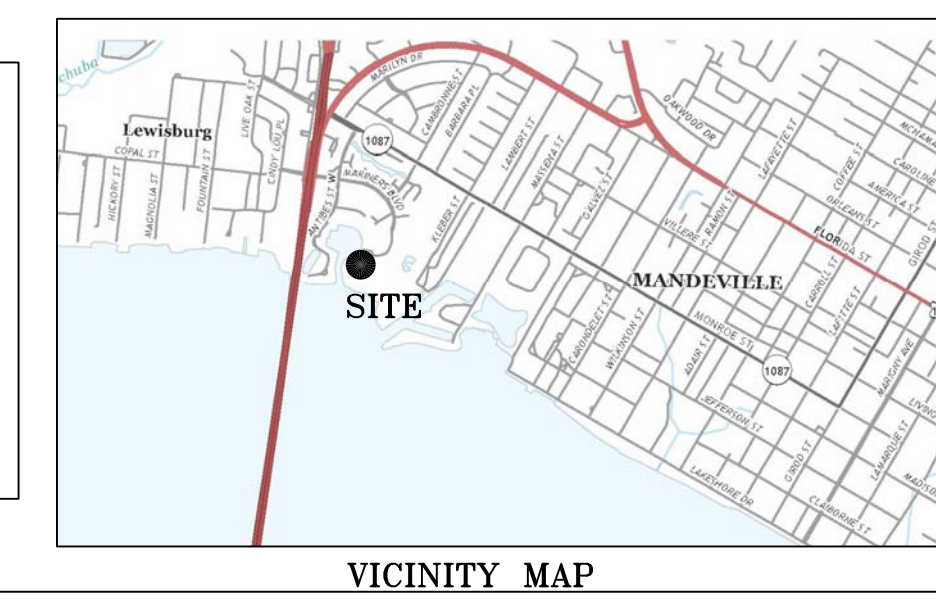 chuba
Lewisburg
COPAL ST
HICKORY ST
MAGNOLIA ST
FOUNTAIN ST
LIVE OAK ST
CINDY LOU PL
ANTIBES ST W
MARINERS BLVD
MARILYN DR
1087
CAMBRONNE ST
BARBARA PL
LAMBERT ST
MASSENA ST
KLEBER ST
GALVEZ ST
VILLERE ST
RAMON ST
OAKWOOD DR
LAFAYETTE ST
COFFEE ST
MCHAMA
CAROLINE
AMERICA ST
ORLEANS ST
GIROD ST
FLORIDA ST
CARROLL ST
LAFITTE ST
MANDEVILLE
SITE
CARONDELET ST
WILKINSON ST
MONROE ST
ADAIR ST
1087
MARIGNY AVE
JEFFERSON ST
GIROD ST
LAMARQUE ST
LIVING
MADISO
LAKESHORE DR
CLAIBORNE ST
VICINITY MAP